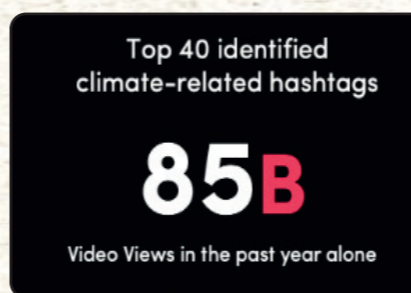 Top 40 identified
climate-related hashtags
85B
Video Views in the past year alone